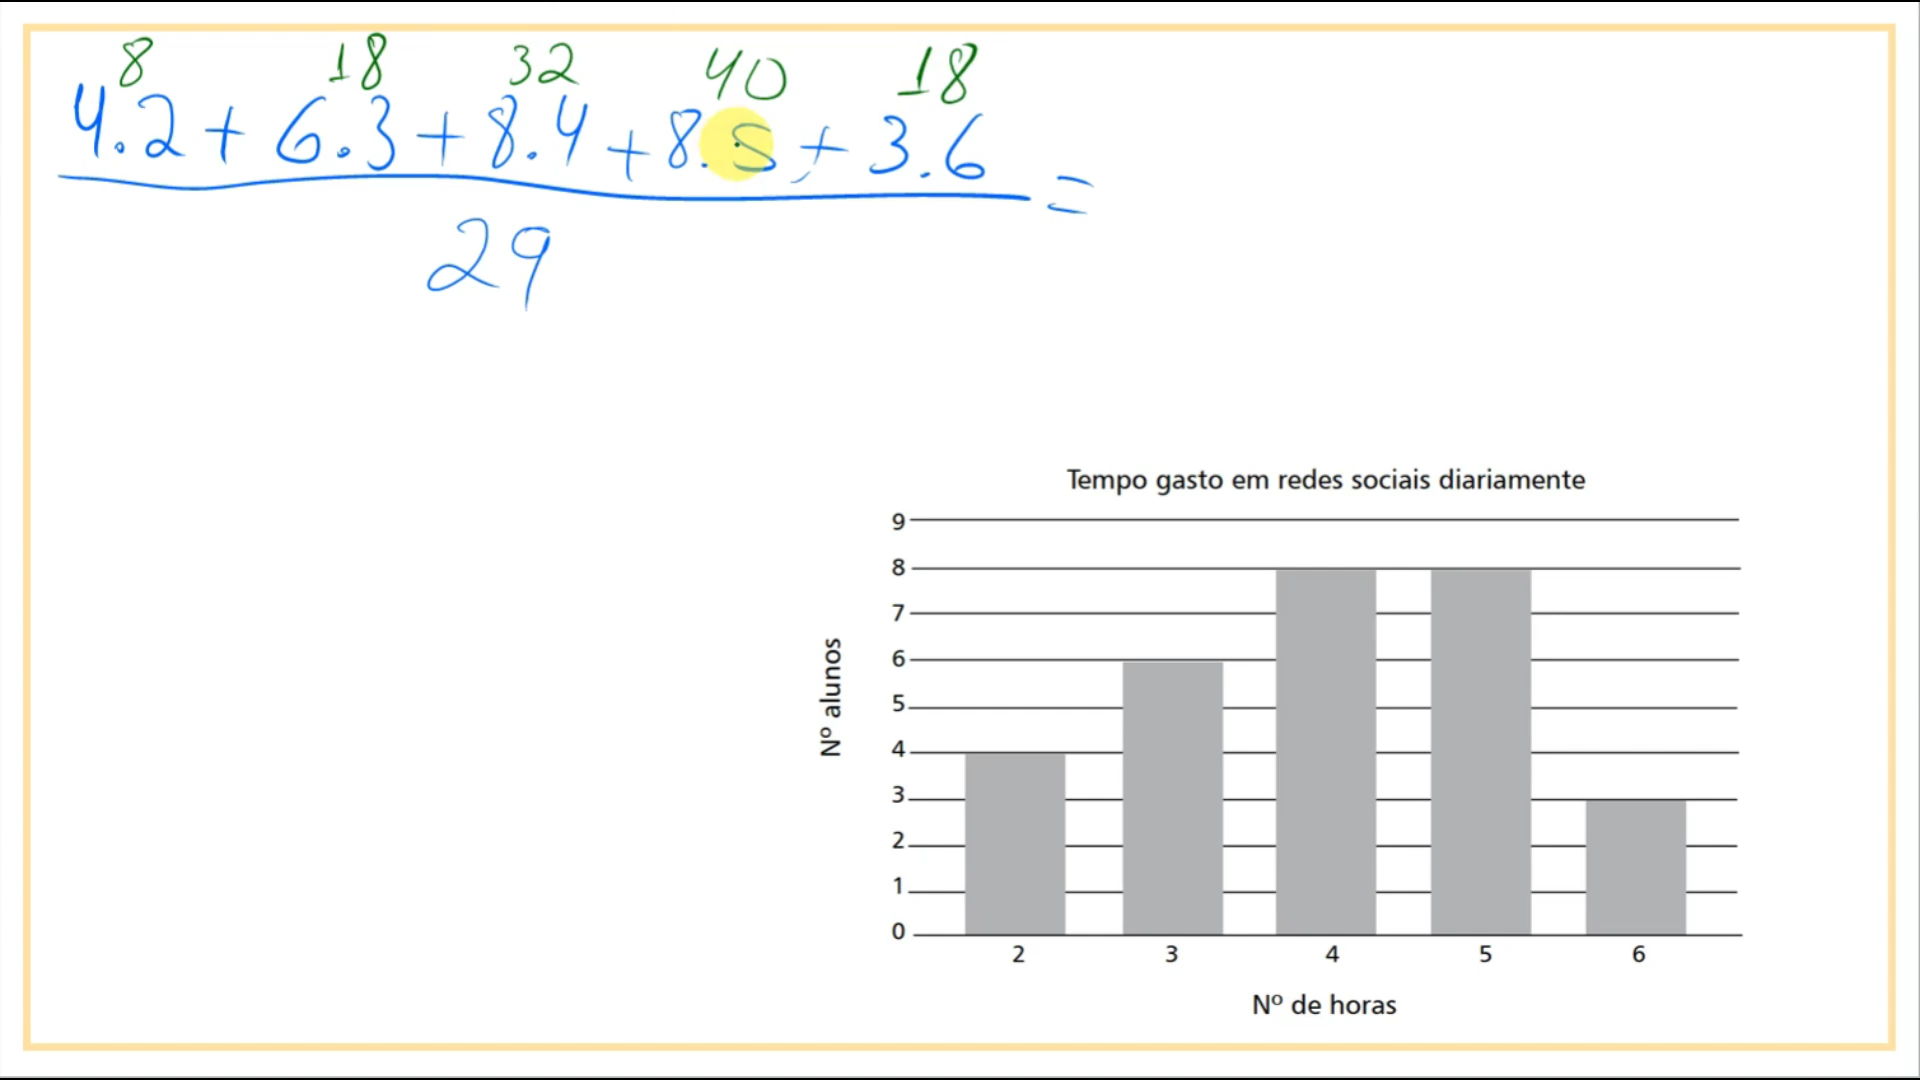 8 18 32 40 18
4.2 + 6.3 + 8.4 + 8.5 + 3.6 =
29
Tempo gasto em redes sociais diariamente
9
8
7
6
5
4
3
2
1
0
Nº alunos
2 3 4 5 6
Nº de horas